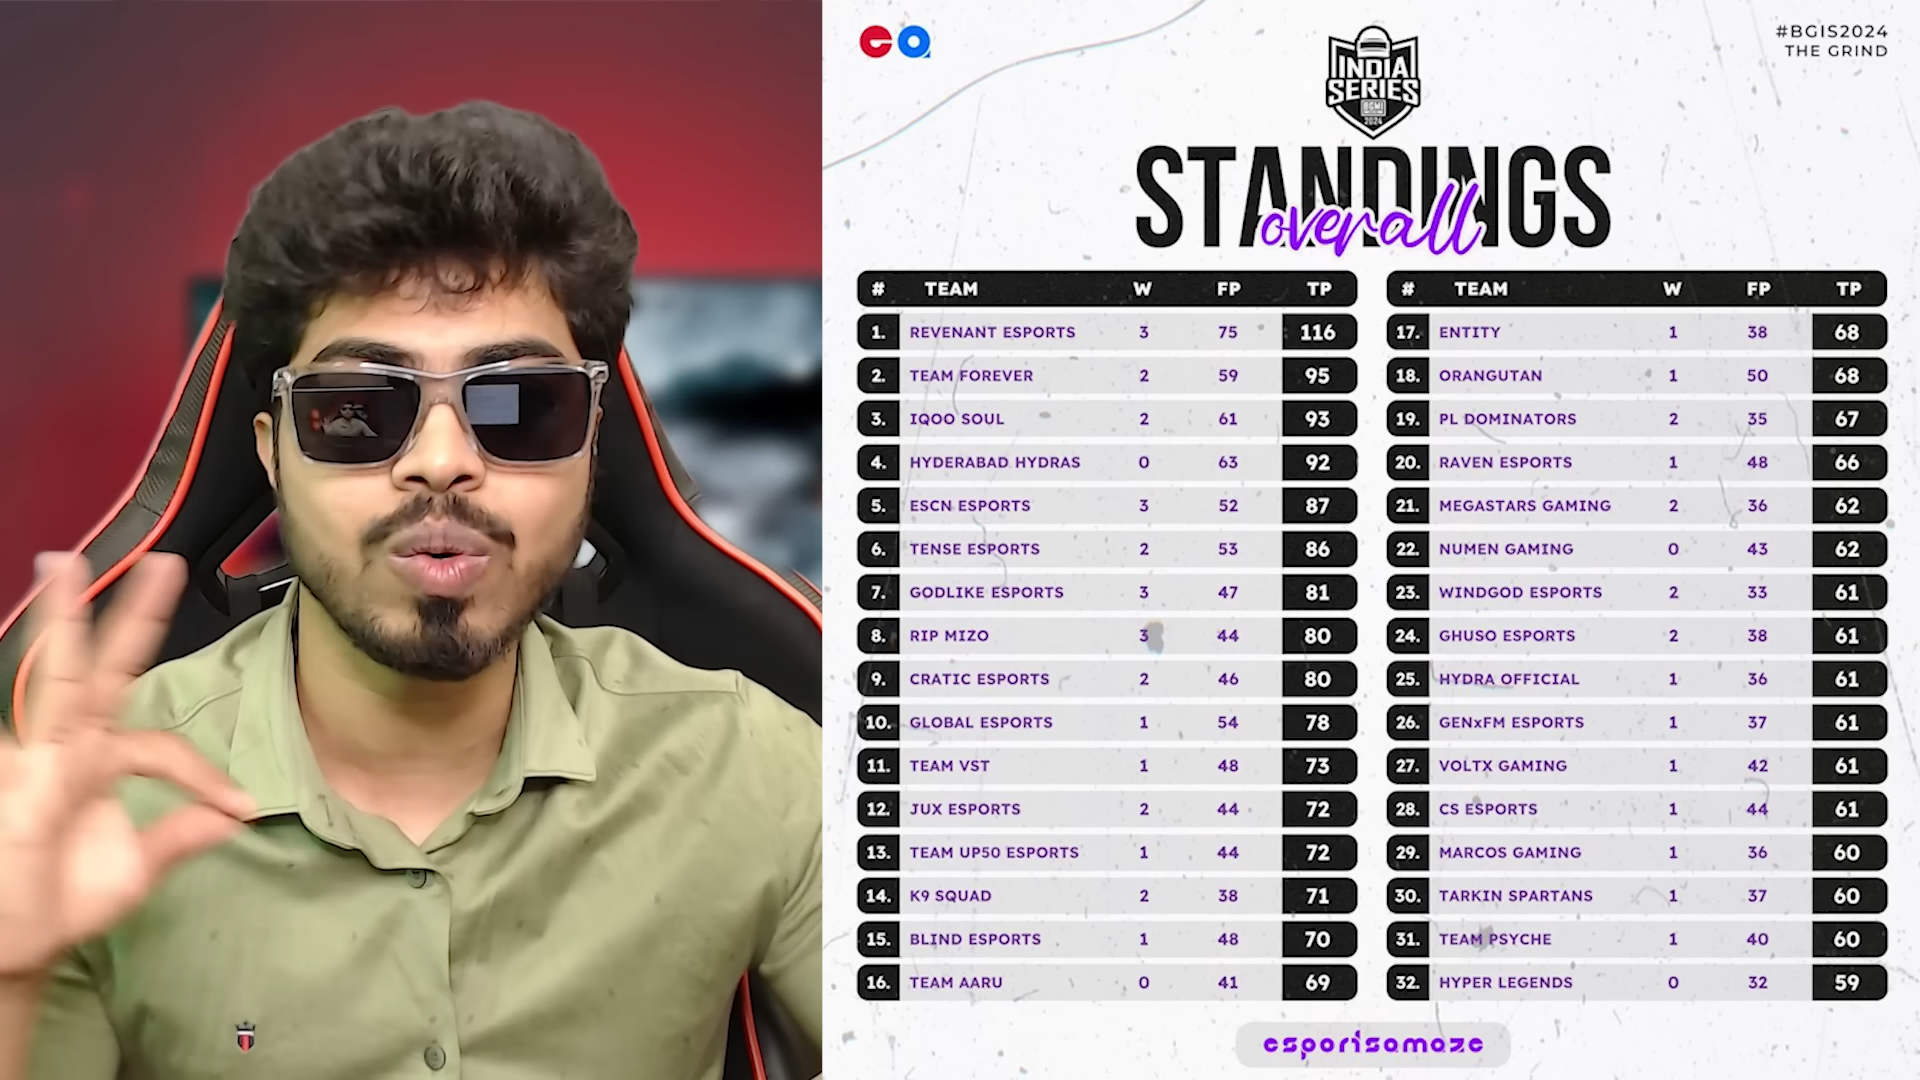 eQ
#BGIS2024
THE GRIND
INDIA
SERIES
BGMI
2024
STANDINGS
overall
# TEAM W FP TP
1. REVENANT ESPORTS 3 75 116
2. TEAM FOREVER 2 59 95
3. IQOO SOUL 2 61 93
4. HYDERABAD HYDRAS 0 63 92
5. ESCN ESPORTS 3 52 87
6. TENSE ESPORTS 2 53 86
7. GODLIKE ESPORTS 3 47 81
8. RIP MIZO 3 44 80
9. CRATIC ESPORTS 2 46 80
10. GLOBAL ESPORTS 1 54 78
11. TEAM VST 1 48 73
12. JUX ESPORTS 2 44 72
13. TEAM UP50 ESPORTS 1 44 72
14. K9 SQUAD 2 38 71
15. BLIND ESPORTS 1 48 70
16. TEAM AARU 0 41 69
# TEAM W FP TP
17. ENTITY 1 38 68
18. ORANGUTAN 1 50 68
19. PL DOMINATORS 2 35 67
20. RAVEN ESPORTS 1 48 66
21. MEGASTARS GAMING 2 36 62
22. NUMEN GAMING 0 43 62
23. WINDGOD ESPORTS 2 33 61
24. GHUSO ESPORTS 2 38 61
25. HYDRA OFFICIAL 1 36 61
26. GENxFM ESPORTS 1 37 61
27. VOLTX GAMING 1 42 61
28. CS ESPORTS 1 44 61
29. MARCOS GAMING 1 36 60
30. TARKIN SPARTANS 1 37 60
31. TEAM PSYCHE 1 40 60
32. HYPER LEGENDS 0 32 59
esportsamaze